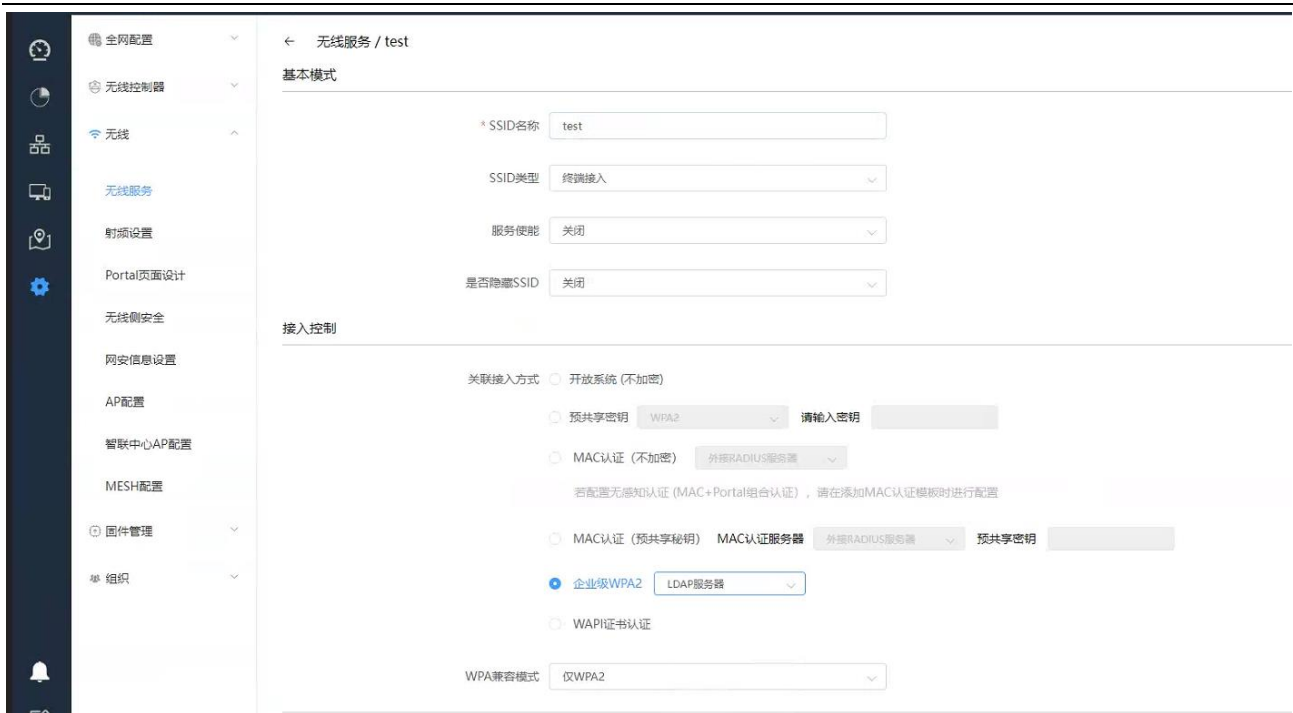 全网配置
无线控制器
无线
无线服务
射频设置
Portal页面设计
无线侧安全
网安信息设置
AP配置
智联中心AP配置
MESH配置
固件管理
组织
← 无线服务 / test
基本模式
* SSID名称 test
SSID类型 终端接入
服务使能 关闭
是否隐藏SSID 关闭
接入控制
关联接入方式 开放系统 (不加密)
预共享密钥 WPA2 请输入密钥
MAC认证（不加密） 外接RADIUS服务器
若配置无感知认证 (MAC+Portal组合认证) ，请在添加MAC认证模板时进行配置
MAC认证（预共享秘钥） MAC认证服务器 外接RADIUS服务器 预共享密钥
企业级WPA2 LDAP服务器
WAPI证书认证
WPA兼容模式 仅WPA2